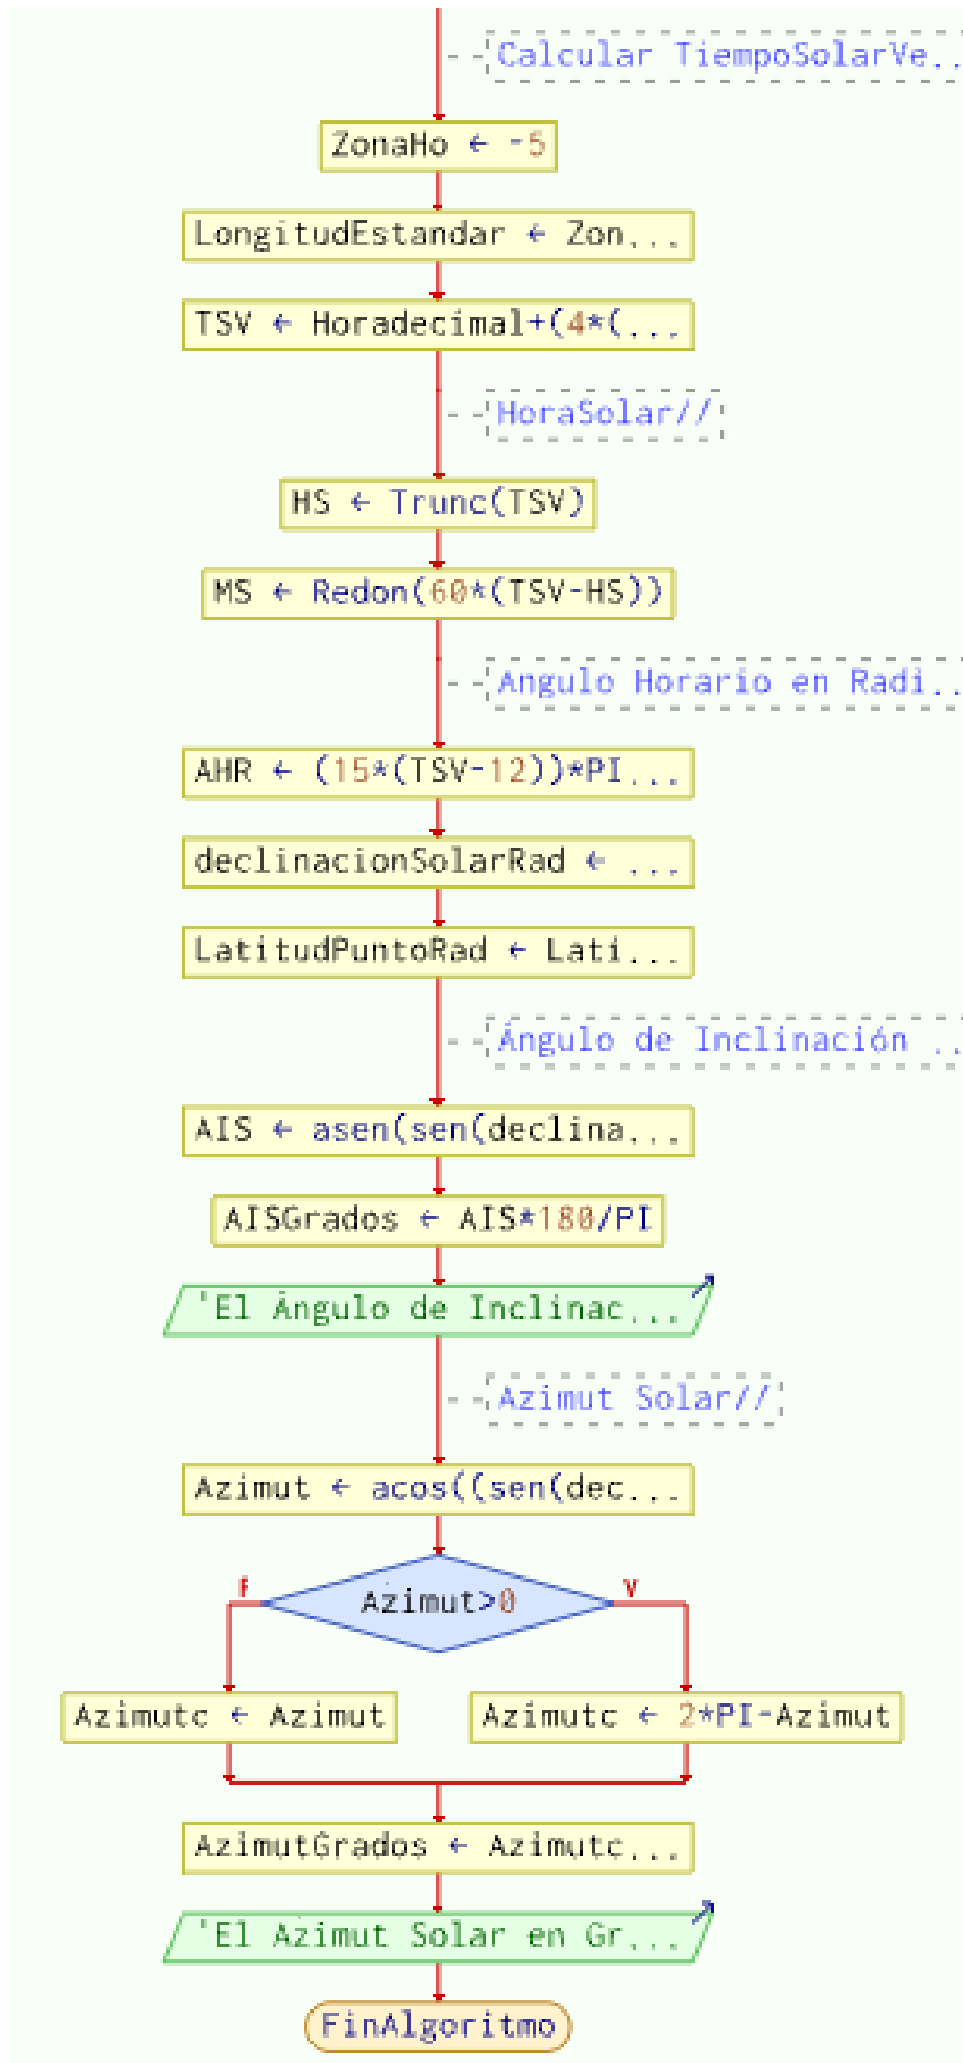 Calcular TiempoSolarVe..
ZonaHo ← -5
LongitudEstandar ← Zon...
TSV ← Horadecimal+(4*(...
HoraSolar//
HS ← Trunc(TSV)
MS ← Redon(60*(TSV-HS))
Angulo Horario en Radi..
AHR ← (15*(TSV-12))*PI...
declinacionSolarRad ← ...
LatitudPuntoRad ← Lati...
Ángulo de Inclinación ..
AIS ← asen(sen(declina...
AISGrados ← AIS*180/PI
'El Ángulo de Inclinac...
Azimut Solar//
Azimut ← acos((sen(dec...
F Azimut>0 V
Azimutc ← Azimut
Azimutc ← 2*PI-Azimut
AzimutGrados ← Azimutc...
'El Azimut Solar en Gr...
FinAlgoritmo